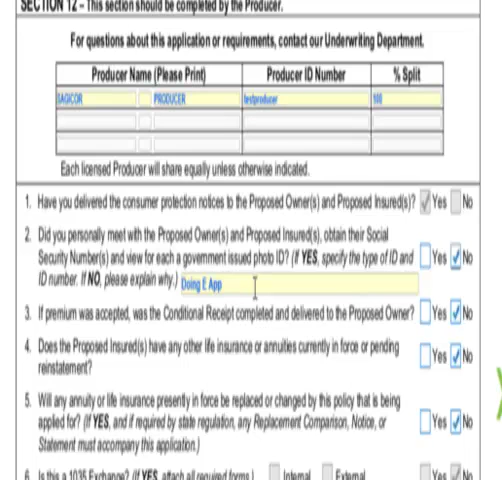 SECTION 12 – This section should be completed by the Producer.
For questions about this application or requirements, contact our Underwriting Department.
Producer Name (Please Print) Producer ID Number % Split
SAGICOR PRODUCER testproducer 100
Each licensed Producer will share equally unless otherwise indicated.
1. Have you delivered the consumer protection notices to the Proposed Owner(s) and Proposed Insured(s)? Yes No
2. Did you personally meet with the Proposed Owner(s) and Proposed Insured(s), obtain their Social
Security Number(s) and view for each a government issued photo ID? (If YES, specify the type of ID and Yes No
ID number. If NO, please explain why.) Doing E App
3. If premium was accepted, was the Conditional Receipt completed and delivered to the Proposed Owner? Yes No
4. Does the Proposed Insured(s) have any other life insurance or annuities currently in force or pending
reinstatement? Yes No
5. Will any annuity or life insurance presently in force be replaced or changed by this policy that is being
applied for? (If YES, and if required by state regulation, any Replacement Comparison, Notice, or Yes No
Statement must accompany this application.)
6. Is this a 1035 Exchange? (If YES, attach all required forms.) Internal External Yes No